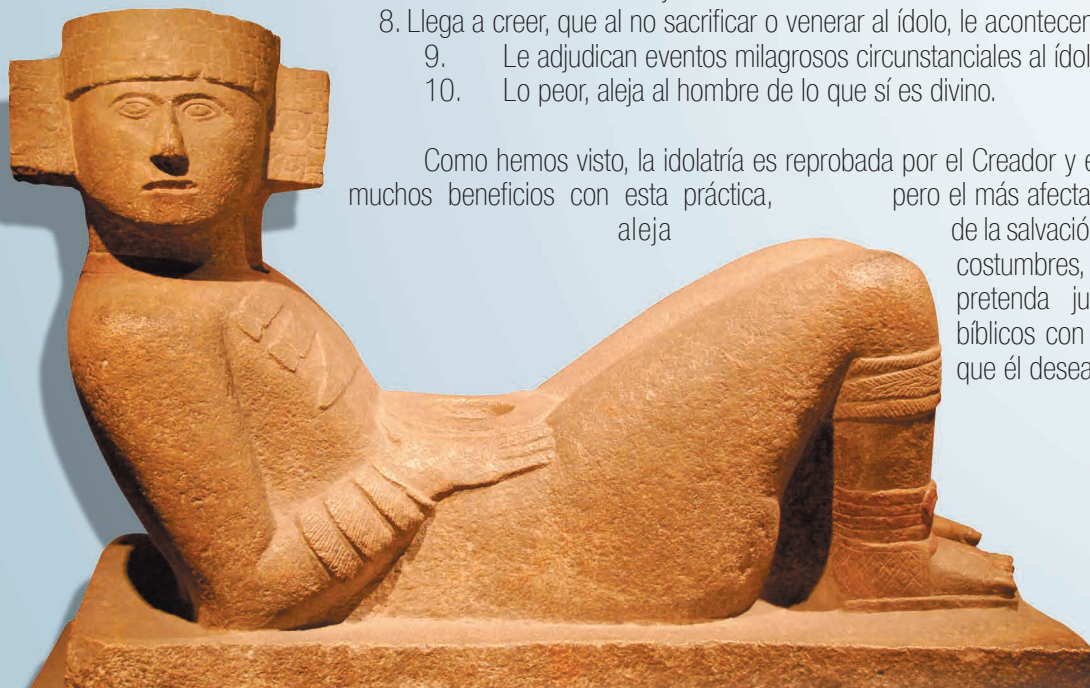 8. Llega a creer, que al no sacrificar o venerar al ídolo, le acontecer
9. Le adjudican eventos milagrosos circunstanciales al ídol
10. Lo peor, aleja al hombre de lo que sí es divino.
Como hemos visto, la idolatría es reprobada por el Creador y e
muchos beneficios con esta práctica, pero el más afecta
aleja de la salvació
costumbres,
pretenda ju
bíblicos con
que él desea